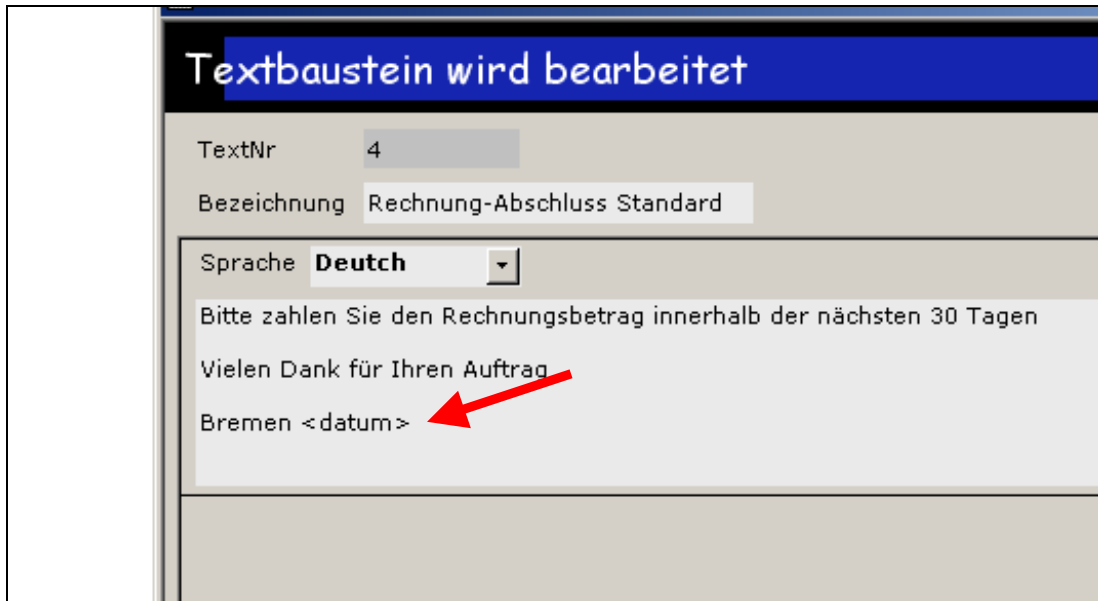 Textbaustein wird bearbeitet
TextNr 4
Bezeichnung Rechnung-Abschluss Standard
Sprache Deutch
Bitte zahlen Sie den Rechnungsbetrag innerhalb der nächsten 30 Tagen
Vielen Dank für Ihren Auftrag
Bremen <datum>